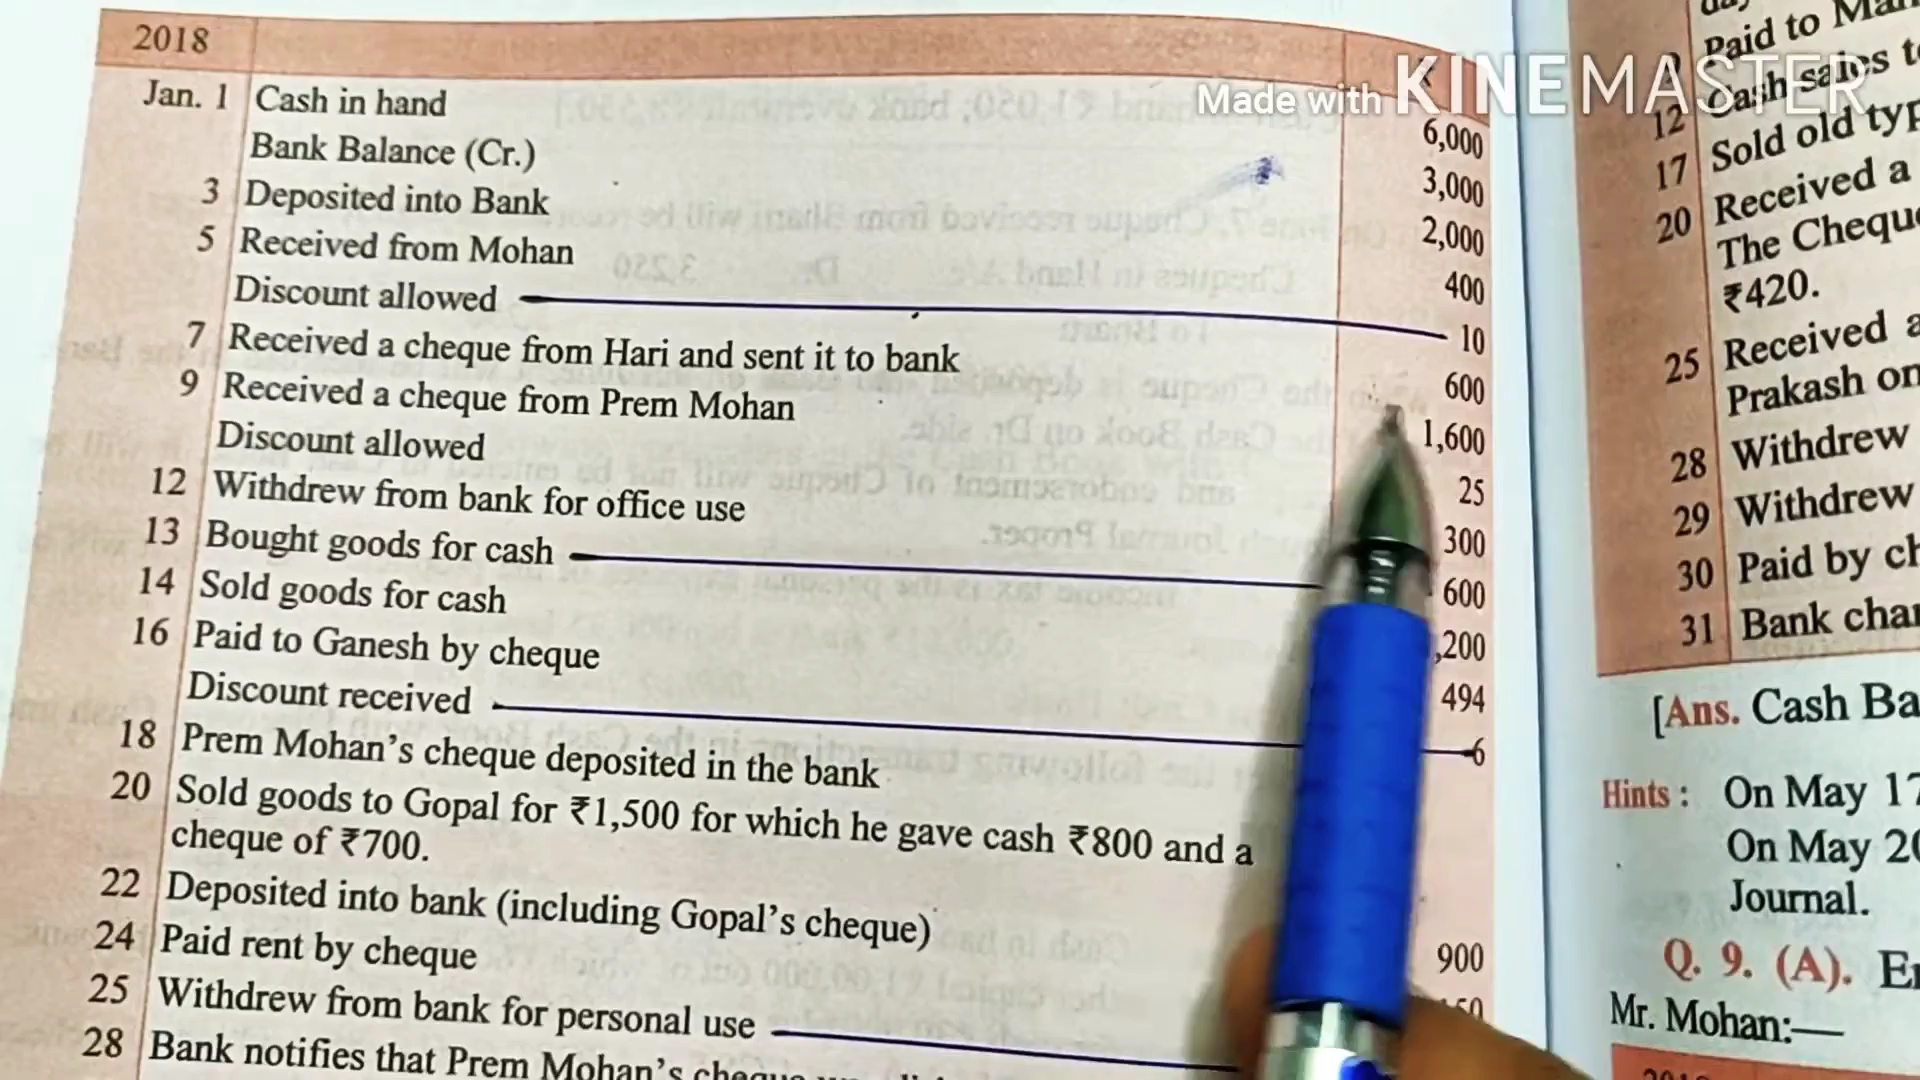 2018
Made with KINEMASTER
Jan. 1 Cash in hand 6,000
Bank Balance (Cr.) 3,000
3 Deposited into Bank 2,000
5 Received from Mohan 400
Discount allowed 10
7 Received a cheque from Hari and sent it to bank 600
9 Received a cheque from Prem Mohan 1,600
Discount allowed 25
12 Withdrew from bank for office use 300
13 Bought goods for cash 600
14 Sold goods for cash ,200
16 Paid to Ganesh by cheque 494
Discount received 6
18 Prem Mohan's cheque deposited in the bank
20 Sold goods to Gopal for ₹1,500 for which he gave cash ₹800 and a
cheque of ₹700.
22 Deposited into bank (including Gopal's cheque) 900
24 Paid rent by cheque
25 Withdrew from bank for personal use
28 Bank notifies that Prem Mohan's
Paid to
12 Cash sales
17 Sold old
20 Received a
The
₹420.
25 Received
Prakash on
28 Withdrew
29 Withdrew
30 Paid by
31 Bank
[Ans. Cash
Hints : On May 17
On May
Journal.
Q. 9. (A).
Mr. Mohan:—